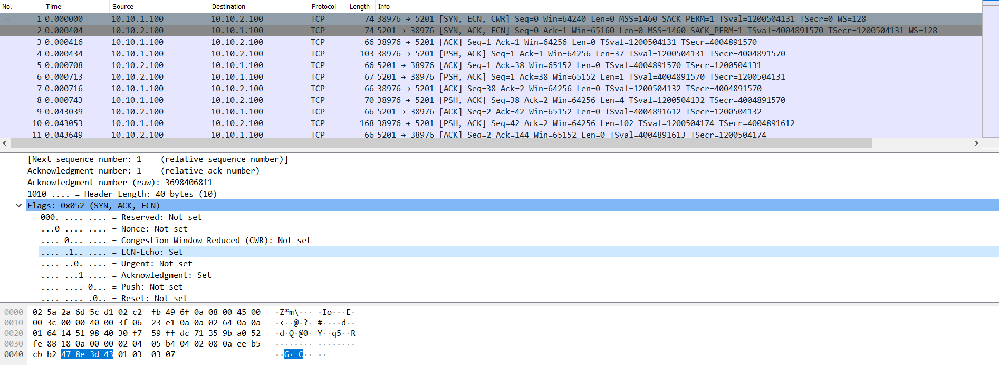 No. Time Source Destination Protocol Length Info
1 0.000000 10.10.1.100 10.10.2.100 TCP 74 38976 → 5201 [SYN, ECN, CWR] Seq=0 Win=64240 Len=0 MSS=1460 SACK_PERM=1 TSval=1200504131 TSecr=0 WS=128
2 0.000404 10.10.2.100 10.10.1.100 TCP 74 5201 → 38976 [SYN, ACK, ECN] Seq=0 Ack=1 Win=65160 Len=0 MSS=1460 SACK_PERM=1 TSval=4004891570 TSecr=1200504131 WS=128
3 0.000416 10.10.1.100 10.10.2.100 TCP 66 38976 → 5201 [ACK] Seq=1 Ack=1 Win=64256 Len=0 TSval=1200504131 TSecr=4004891570
4 0.000434 10.10.1.100 10.10.2.100 TCP 103 38976 → 5201 [PSH, ACK] Seq=1 Ack=1 Win=64256 Len=37 TSval=1200504131 TSecr=4004891570
5 0.000708 10.10.2.100 10.10.1.100 TCP 66 5201 → 38976 [ACK] Seq=1 Ack=38 Win=65152 Len=0 TSval=4004891570 TSecr=1200504131
6 0.000713 10.10.2.100 10.10.1.100 TCP 67 5201 → 38976 [PSH, ACK] Seq=1 Ack=38 Win=65152 Len=1 TSval=4004891570 TSecr=1200504131
7 0.000716 10.10.1.100 10.10.2.100 TCP 66 38976 → 5201 [ACK] Seq=38 Ack=2 Win=64256 Len=0 TSval=1200504132 TSecr=4004891570
8 0.000743 10.10.1.100 10.10.2.100 TCP 70 38976 → 5201 [PSH, ACK] Seq=38 Ack=2 Win=64256 Len=4 TSval=1200504132 TSecr=4004891570
9 0.043039 10.10.2.100 10.10.1.100 TCP 66 5201 → 38976 [ACK] Seq=2 Ack=42 Win=65152 Len=0 TSval=4004891612 TSecr=1200504132
10 0.043053 10.10.1.100 10.10.2.100 TCP 168 38976 → 5201 [PSH, ACK] Seq=42 Ack=2 Win=64256 Len=102 TSval=1200504174 TSecr=4004891612
11 0.043649 10.10.2.100 10.10.1.100 TCP 66 5201 → 38976 [ACK] Seq=2 Ack=144 Win=65152 Len=0 TSval=4004891613 TSecr=1200504174
[Next sequence number: 1 (relative sequence number)]
Acknowledgment number: 1 (relative ack number)
Acknowledgment number (raw): 3698406811
1010 .... = Header Length: 40 bytes (10)
Flags: 0x052 (SYN, ACK, ECN)
000. .... .... = Reserved: Not set
...0 .... .... = Nonce: Not set
.... 0... .... = Congestion Window Reduced (CWR): Not set
.... .1.. .... = ECN-Echo: Set
.... ..0. .... = Urgent: Not set
.... ...1 .... = Acknowledgment: Set
.... .... 0... = Push: Not set
.... .... .0.. = Reset: Not set
0000 02 5a 2a 6d 5c d1 02 c2 fb 49 6f 0a 08 00 45 00 ·Z*m\··· ·Io···E·
0010 00 3c 00 00 40 00 3f 06 23 e1 0a 0a 02 64 0a 0a ·<··@·?· #····d··
0020 01 64 14 51 98 40 30 f7 59 ff dc 71 35 9b a0 52 ·d·Q·@0· Y··q5··R
0030 fe 88 18 0a 00 00 02 04 05 b4 04 02 08 0a ee b5 ········ ········
0040 cb b2 47 8e 3d 43 01 03 03 07 ··G·=C·· ··